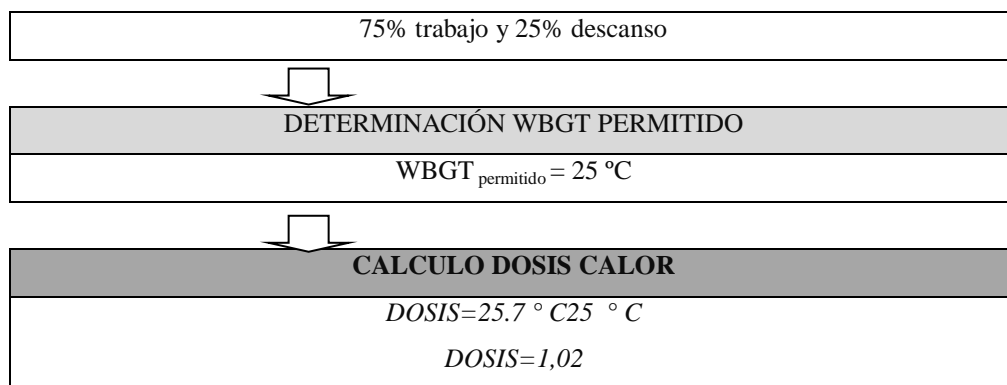 75% trabajo y 25% descanso
DETERMINACIÓN WBGT PERMITIDO
WBGT permitido = 25 ºC
CALCULO DOSIS CALOR
DOSIS=25.7 ° C25 ° C
DOSIS=1,02